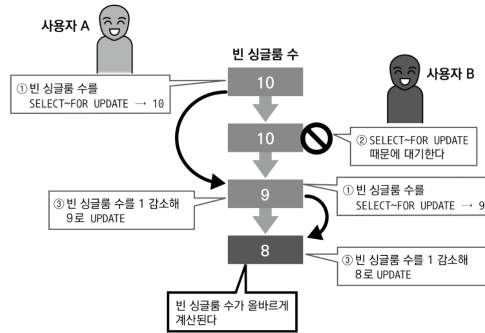 사용자 A
빈 싱글룸 수
사용자 B
① 빈 싱글룸 수를
SELECT~FOR UPDATE → 10
10
10
② SELECT~FOR UPDATE
때문에 대기한다
③ 빈 싱글룸 수를 1 감소해
9로 UPDATE
9
① 빈 싱글룸 수를
SELECT~FOR UPDATE → 9
8
③ 빈 싱글룸 수를 1 감소해
8로 UPDATE
빈 싱글룸 수가 올바르게
계산된다